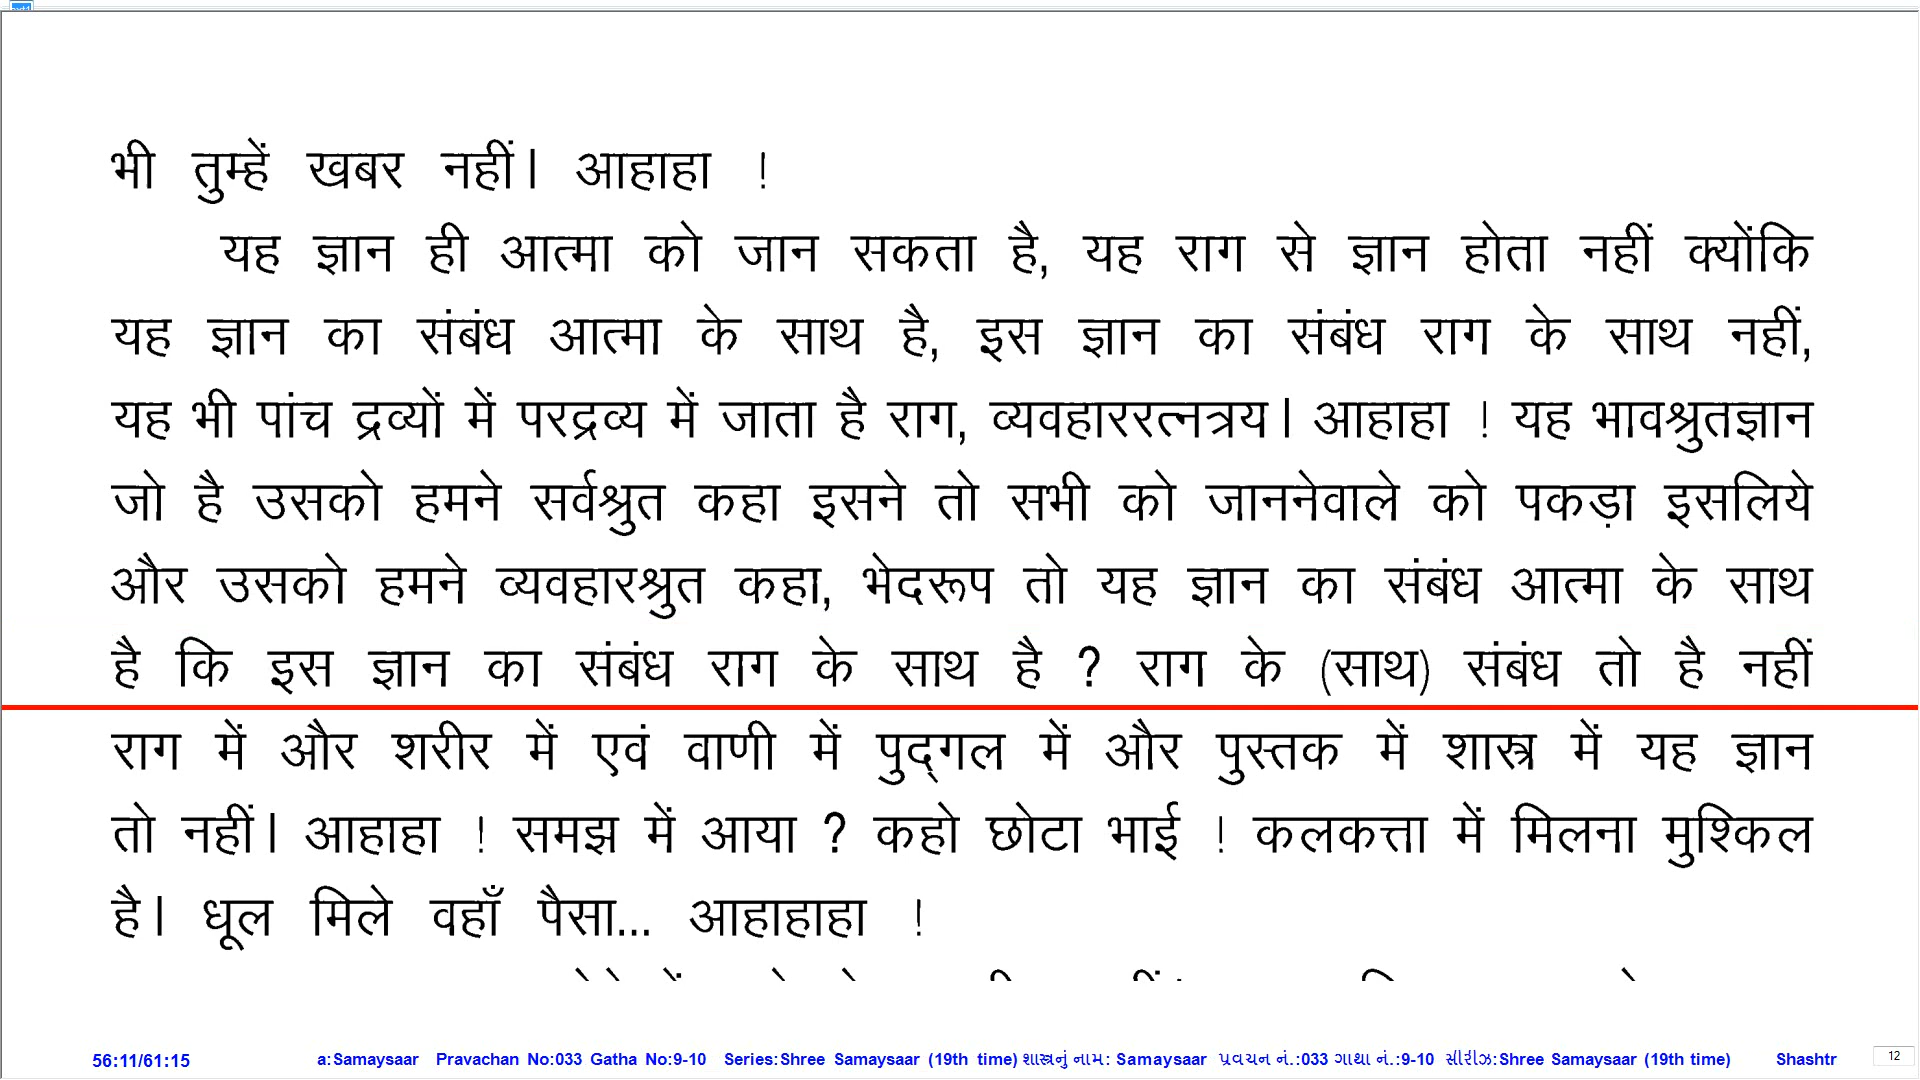 भी तुम्हें खबर नहीं। आहाहा !
यह ज्ञान ही आत्मा को जान सकता है, यह राग से ज्ञान होता नहीं क्योंकि
यह ज्ञान का संबंध आत्मा के साथ है, इस ज्ञान का संबंध राग के साथ नहीं,
यह भी पांच द्रव्यों में परद्रव्य में जाता है राग, व्यवहाररत्नत्रय। आहाहा ! यह भावश्रुतज्ञान
जो है उसको हमने सर्वश्रुत कहा इसने तो सभी को जाननेवाले को पकड़ा इसलिये
और उसको हमने व्यवहारश्रुत कहा, भेदरूप तो यह ज्ञान का संबंध आत्मा के साथ
है कि इस ज्ञान का संबंध राग के साथ है ? राग के (साथ) संबंध तो है नहीं
राग में और शरीर में एवं वाणी में पुद्गल में और पुस्तक में शास्त्र में यह ज्ञान
तो नहीं। आहाहा ! समझ में आया ? कहो छोटा भाई ! कलकत्ता में मिलना मुश्किल
है। धूल मिले वहाँ पैसा... आहाहाहा !
56:11/61:15 a:Samaysaar Pravachan No:033 Gatha No:9-10 Series:Shree Samaysaar (19th time) શાસ્ત્રનું નામ: Samaysaar પ્રવચન નં.:033 ગાથા નં.:9-10 સીરીઝ:Shree Samaysaar (19th time) Shashtr 12